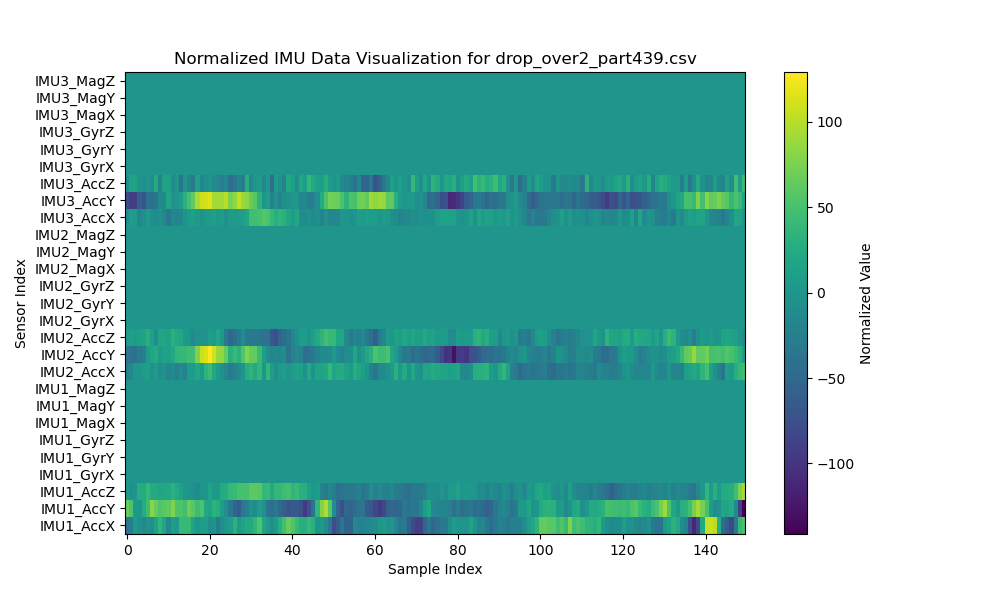 Normalized IMU Data Visualization for drop_over2_part439.csv
IMU3_MagZ
IMU3_MagY
IMU3_MagX
IMU3_GyrZ
IMU3_GyrY
IMU3_GyrX
IMU3_AccZ
IMU3_AccY
IMU3_AccX
IMU2_MagZ
IMU2_MagY
IMU2_MagX
IMU2_GyrZ
IMU2_GyrY
IMU2_GyrX
IMU2_AccZ
IMU2_AccY
IMU2_AccX
IMU1_MagZ
IMU1_MagY
IMU1_MagX
IMU1_GyrZ
IMU1_GyrY
IMU1_GyrX
IMU1_AccZ
IMU1_AccY
IMU1_AccX
Sensor Index
0 20 40 60 80 100 120 140
Sample Index
100
50
0
−50
−100
Normalized Value